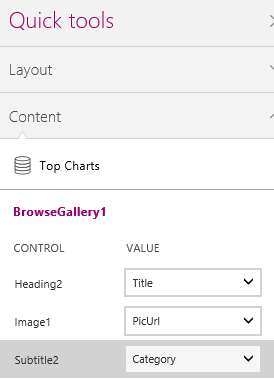 Quick tools
Layout
Content
Top Charts
BrowseGallery1
CONTROL VALUE
Heading2 Title
Image1 PicUrl
Subtitle2 Category